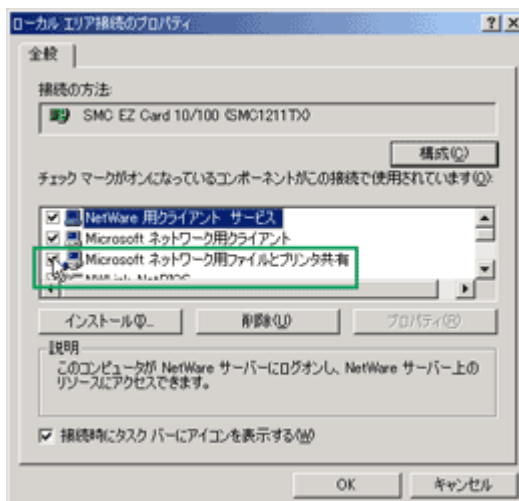 ローカル エリア接続のプロパティ
全般
接続の方法:
SMC EZ Card 10/100 (SMC1211TX)
構成(C)
チェック マークがオンになっているコンポーネントがこの接続で使用されています(O):
NetWare 用クライアント サービス
Microsoft ネットワーク用クライアント
Microsoft ネットワーク用ファイルとプリンタ共有
NWLink NetBIOS
インストール(I)...
削除(U)
プロパティ(R)
説明
このコンピュータが NetWare サーバーにログオンし、NetWare サーバー上の
リソースにアクセスできます。
接続時にタスク バーにアイコンを表示する(W)
OK
キャンセル